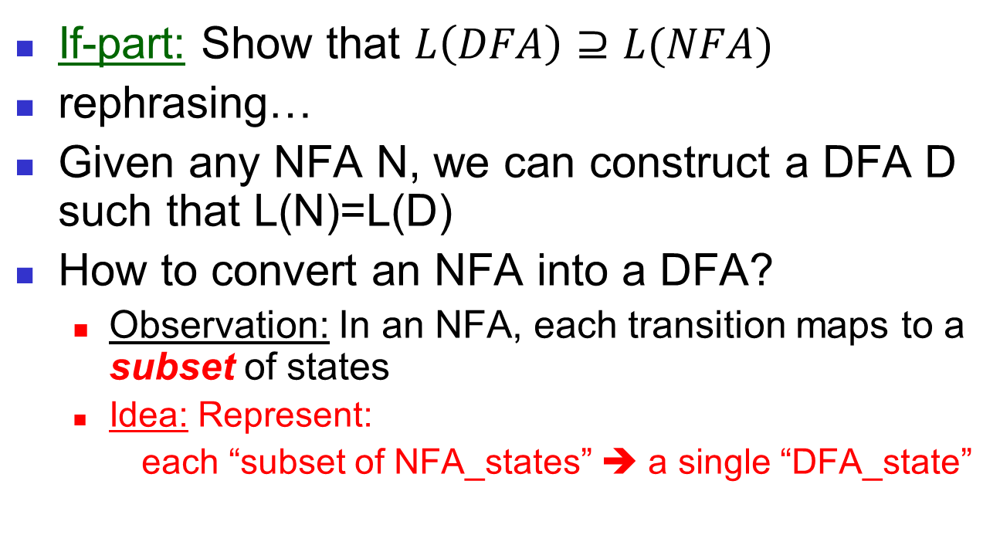 If-part: Show that L(DFA) ⊇ L(NFA)
rephrasing…
Given any NFA N, we can construct a DFA D
such that L(N)=L(D)
How to convert an NFA into a DFA?
Observation: In an NFA, each transition maps to a
subset of states
Idea: Represent:
each “subset of NFA_states” ➔ a single “DFA_state”